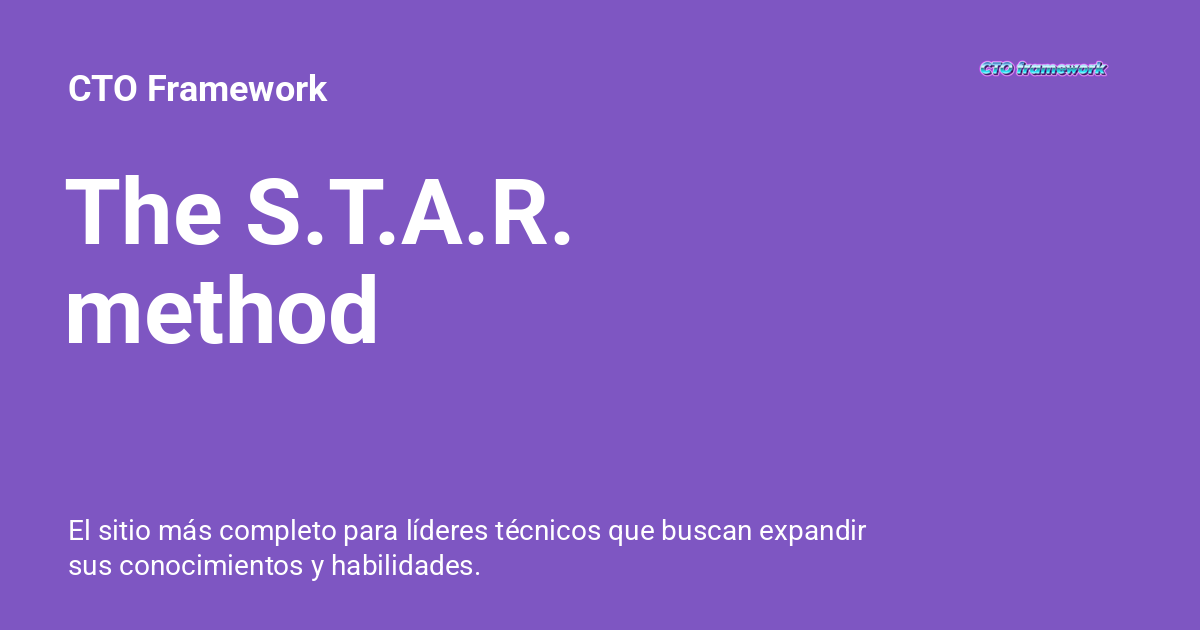 CTO Framework
CTO framework
The S.T.A.R.
method
El sitio más completo para líderes técnicos que buscan expandir
sus conocimientos y habilidades.